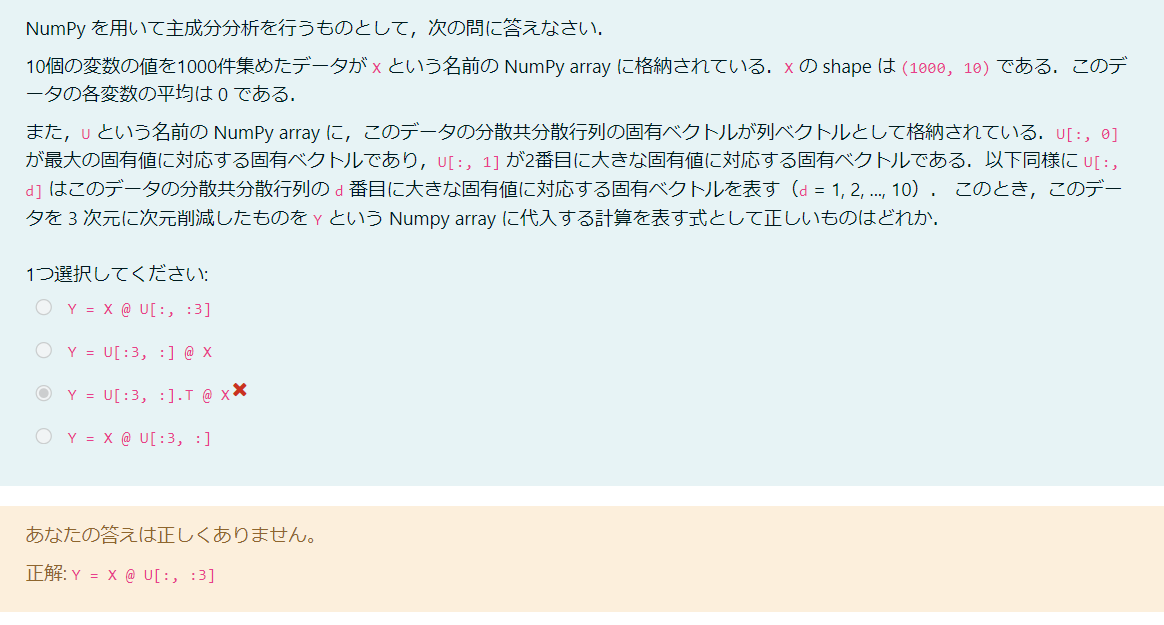 NumPy を用いて主成分分析を行うものとして，次の問に答えなさい．
10個の変数の値を1000件集めたデータが X という名前の NumPy array に格納されている．X の shape は (1000, 10) である．このデ
ータの各変数の平均は 0 である．
また，U という名前の NumPy array に，このデータの分散共分散行列の固有ベクトルが列ベクトルとして格納されている．U[:, 0]
が最大の固有値に対応する固有ベクトルであり，U[:, 1] が2番目に大きな固有値に対応する固有ベクトルである．以下同様に U[:,
d] はこのデータの分散共分散行列の d 番目に大きな固有値に対応する固有ベクトルを表す（d = 1, 2, ..., 10）． このとき，このデー
タを 3 次元に次元削減したものを Y という Numpy array に代入する計算を表す式として正しいものはどれか．
1つ選択してください:
Y = X @ U[:, :3]
Y = U[:3, :] @ X
Y = U[:3, :].T @ X
Y = X @ U[:3, :]
あなたの答えは正しくありません。
正解: Y = X @ U[:, :3]